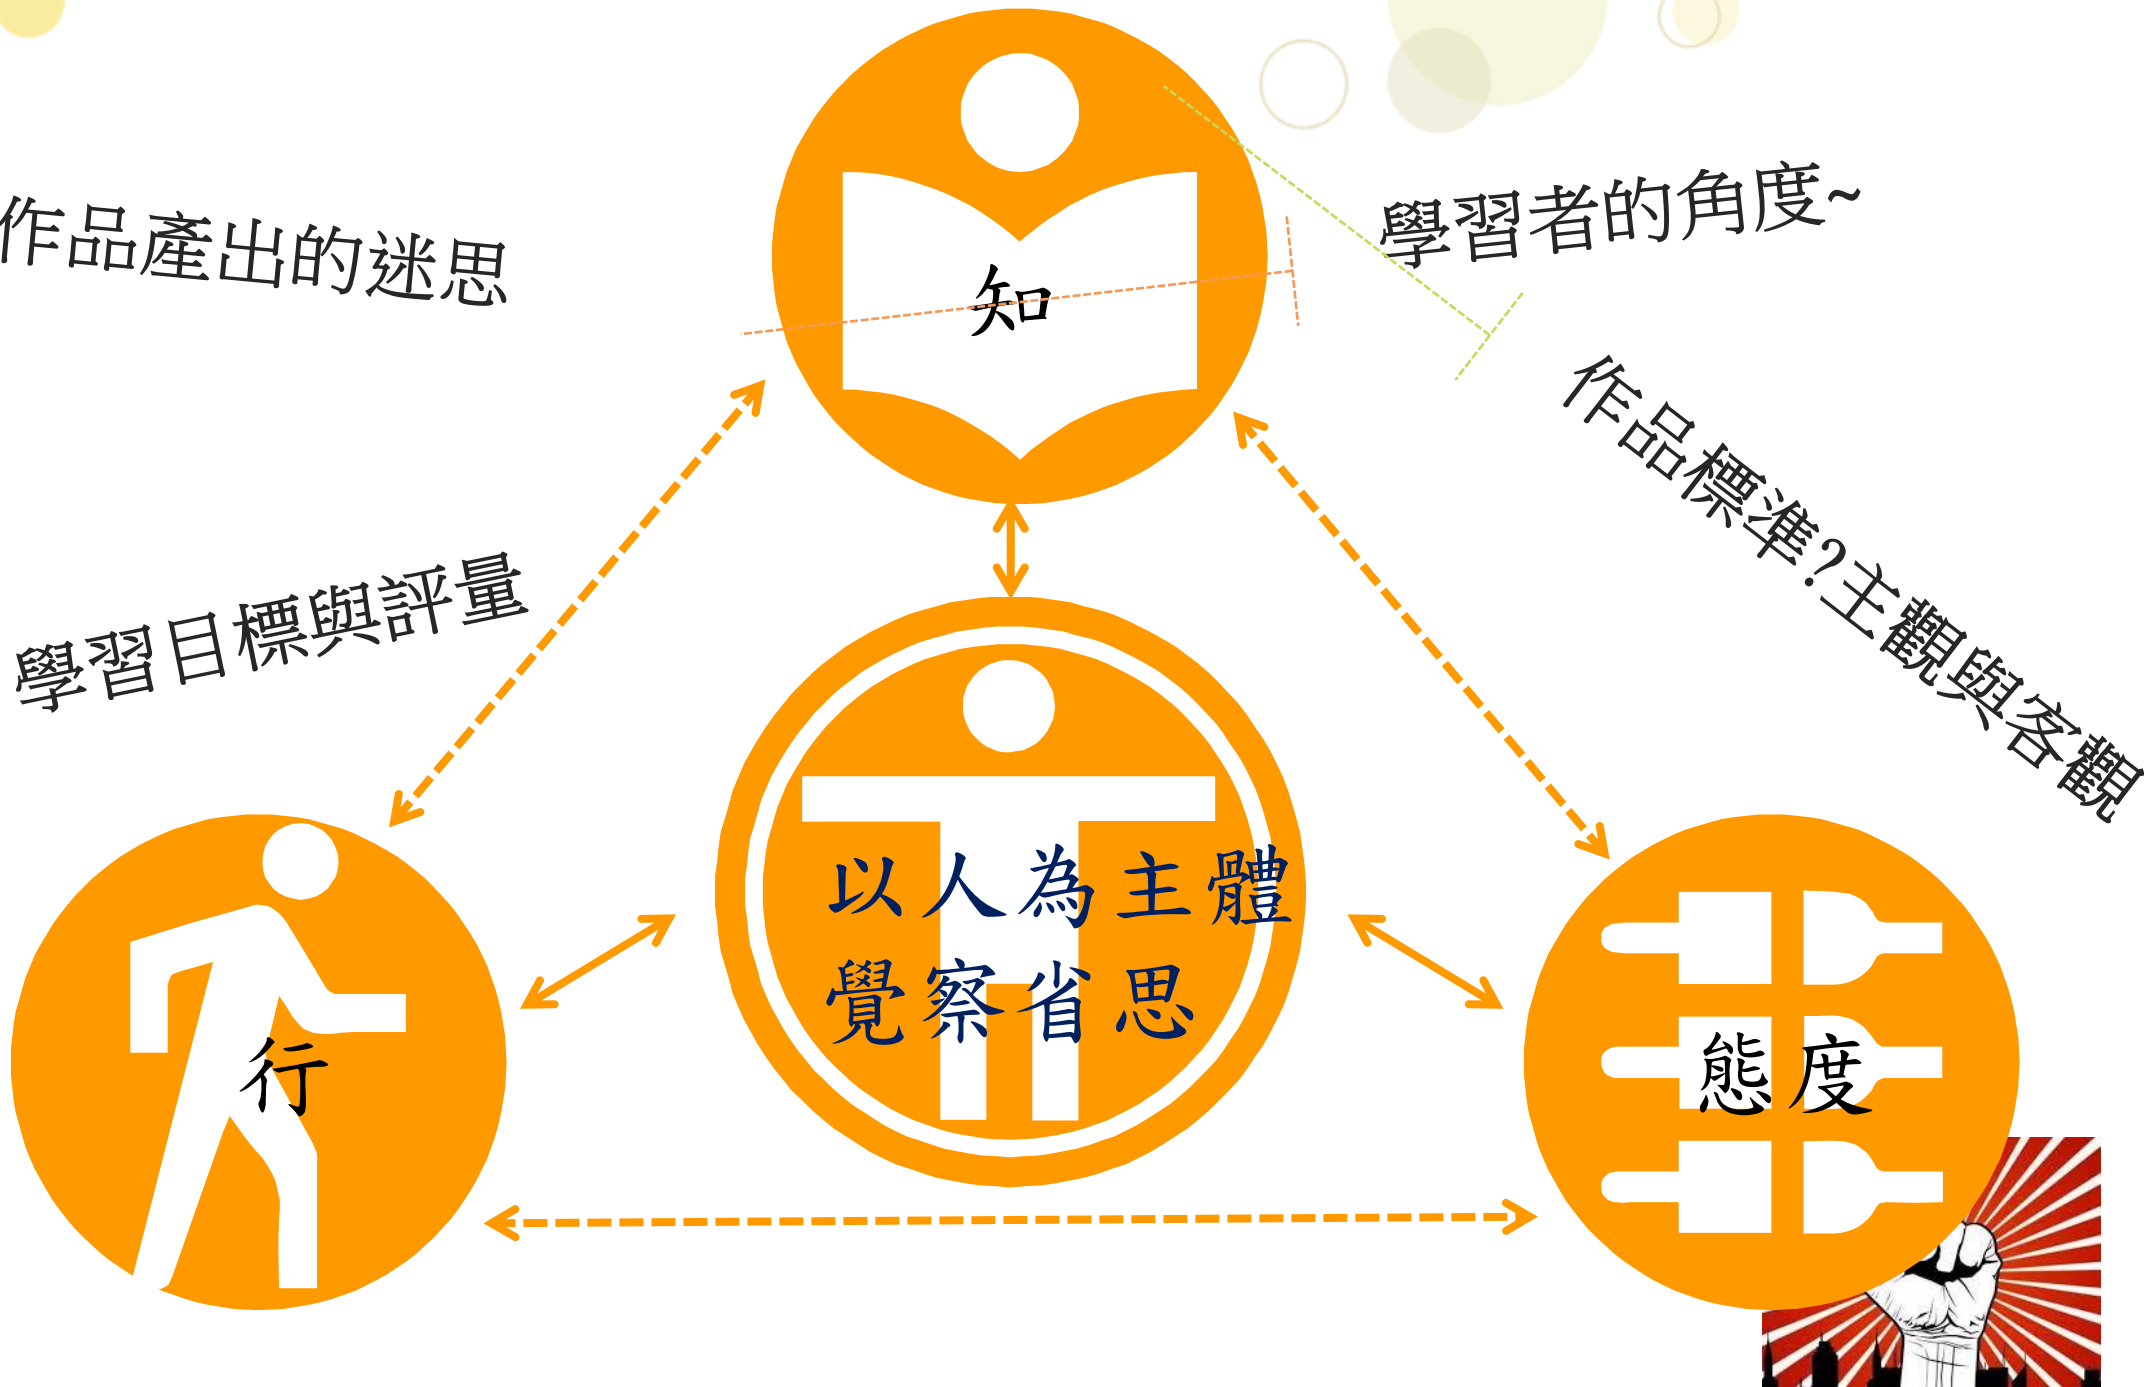 作品產出的迷思
學習者的角度~
知
作品標準?主觀與客觀
學習目標與評量
以人為主體
覺察省思
行
態度